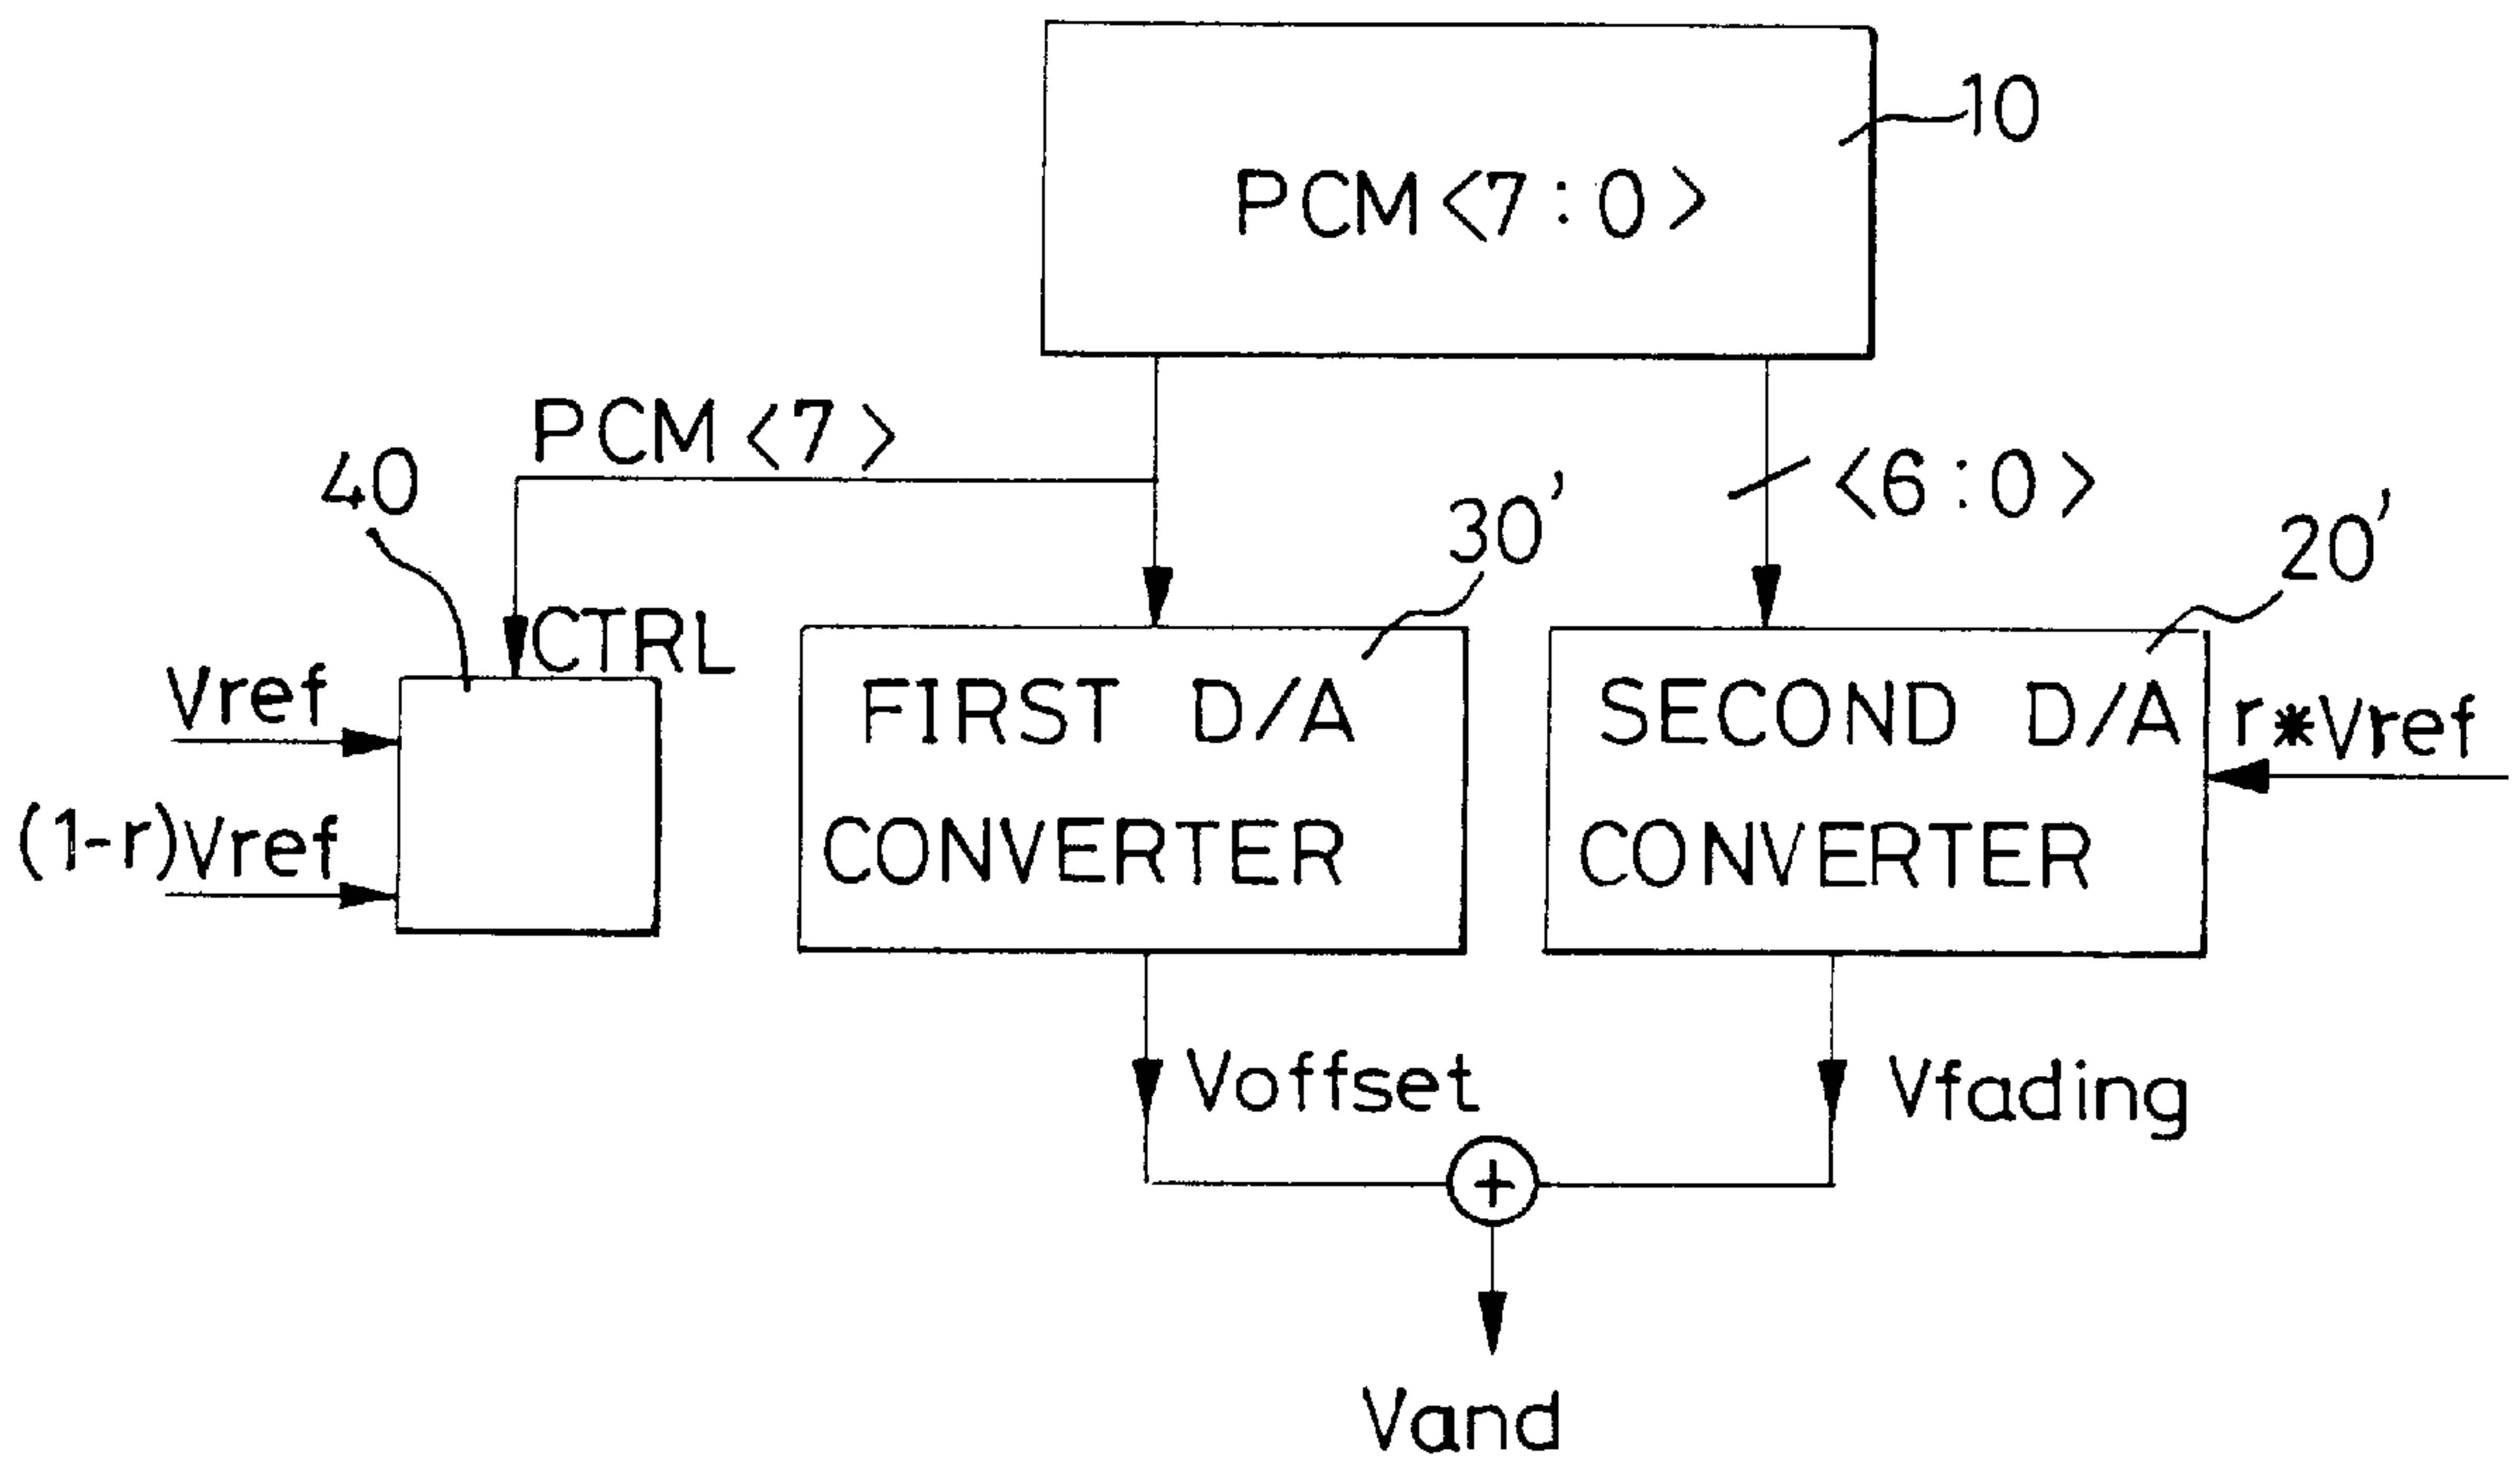 10
PCM<7:0>
PCM<7>
40
<6:0>
30'
20'
CTRL
Vref
(1-r)Vref
FIRST D/A
CONVERTER
SECOND D/A
CONVERTER
r*Vref
Voffset
Vfading
+
Vand